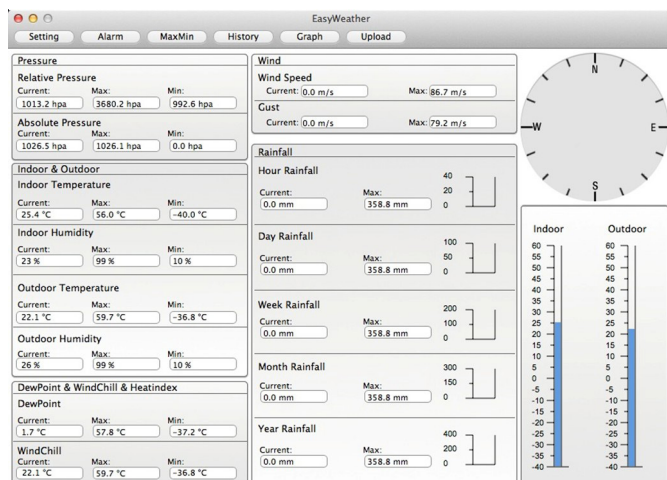 EasyWeather
Setting Alarm MaxMin History Graph Upload
Pressure
Relative Pressure
Current: Max: Min:
1013.2 hpa 3680.2 hpa 992.6 hpa
Absolute Pressure
Current: Max: Min:
1026.5 hpa 1026.1 hpa 0.0 hpa
Indoor & Outdoor
Indoor Temperature
Current: Max: Min:
25.4 °C 56.0 °C -40.0 °C
Indoor Humidity
Current: Max: Min:
23 % 99 % 10 %
Outdoor Temperature
Current: Max: Min:
22.1 °C 59.7 °C -36.8 °C
Outdoor Humidity
Current: Max: Min:
26 % 99 % 10 %
DewPoint & WindChill & Heatindex
DewPoint
Current: Max: Min:
1.7 °C 57.8 °C -37.2 °C
WindChill
Current: Max: Min:
22.1 °C 59.7 °C -36.8 °C
Wind
Wind Speed
Current: 0.0 m/s Max: 86.7 m/s
Gust
Current: 0.0 m/s Max: 79.2 m/s
Rainfall
Hour Rainfall
40
20
0
Current: Max:
0.0 mm 358.8 mm
Day Rainfall
100
50
0
Current: Max:
0.0 mm 358.8 mm
Week Rainfall
200
100
0
Current: Max:
0.0 mm 358.8 mm
Month Rainfall
300
150
0
Current: Max:
0.0 mm 358.8 mm
Year Rainfall
400
200
0
Current: Max:
0.0 mm 358.8 mm
N
W E
S
Indoor Outdoor
60 60
55 55
50 50
45 45
40 40
35 35
30 30
25 25
20 20
15 15
10 10
5 5
0 0
-5 -5
-10 -10
-15 -15
-20 -20
-25 -25
-30 -30
-35 -35
-40 -40